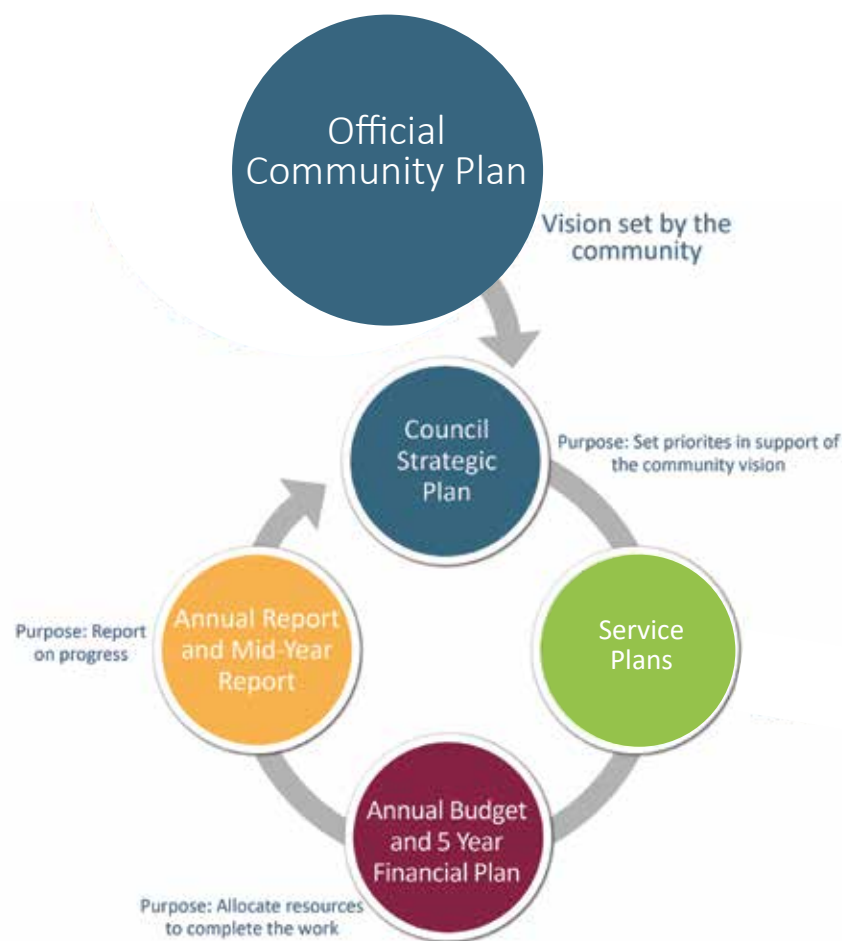 Official
Community Plan
Vision set by the
community
Council
Strategic
Plan
Purpose: Set priorites in support of
the community vision
Service
Plans
Annual Budget
and 5 Year
Financial Plan
Purpose: Allocate resources
to complete the work
Annual Report
and Mid-Year
Report
Purpose: Report
on progress